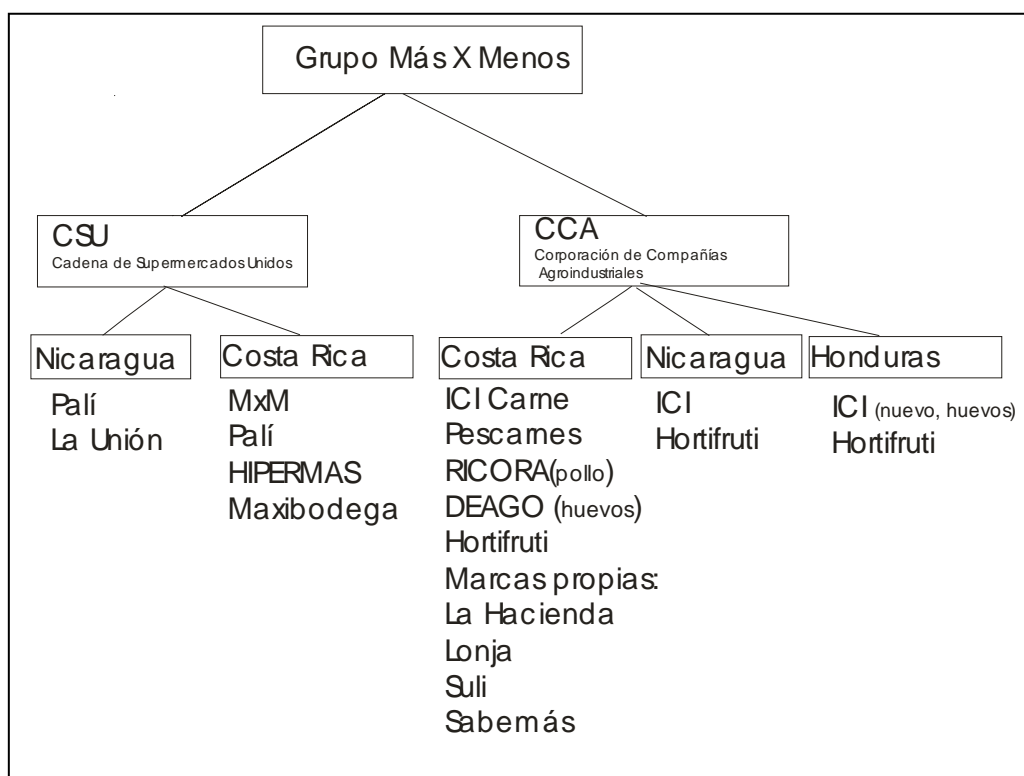 Grupo Más X Menos
CSU
Cadena de Supermercados Unidos
CCA
Corporación de Compañías
Agroindustriales
Nicaragua
Palí
La Unión
Costa Rica
MxM
Palí
HIPERMAS
Maxibodega
Costa Rica
ICI Carne
Pescarnes
RICORA(pollo)
DEAGO (huevos)
Hortifruti
Marcas propias:
La Hacienda
Lonja
Suli
Sabemás
Nicaragua
ICI
Hortifruti
Honduras
ICI (nuevo, huevos)
Hortifruti